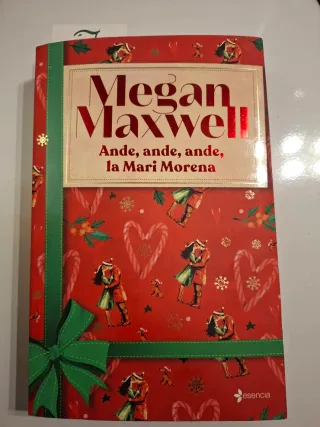 Megan
Maxwell
Ande, ande, ande,
la Mari Morena
esencia